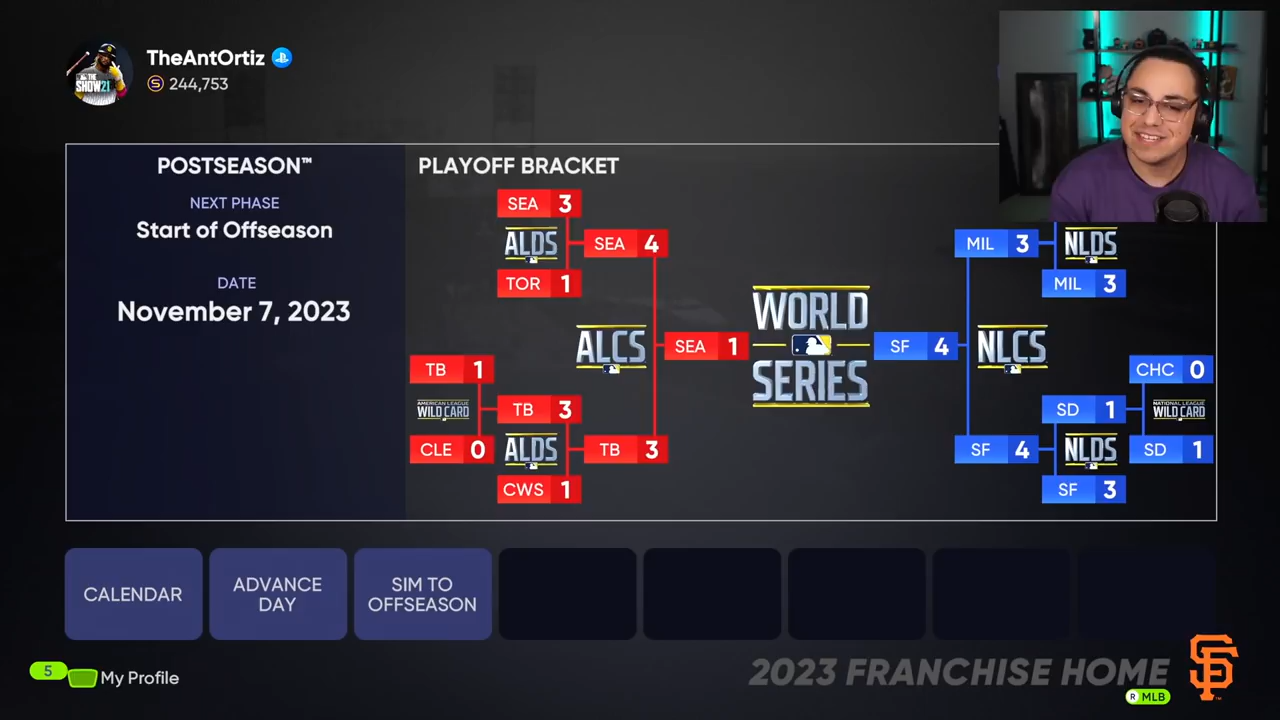 TheAntOrtiz
244,753
THE
SHOW 21
POSTSEASON™
NEXT PHASE
Start of Offseason
DATE
November 7, 2023
PLAYOFF BRACKET
SEA 3
ALDS
TOR 1
SEA 4
ALCS
SEA 1
TB 1
AMERICAN LEAGUE
WILD CARD
CLE 0
TB 3
ALDS
CWS 1
TB 3
WORLD
SERIES
SF 4
MIL 3
NLDS
MIL 3
NLCS
CHC 0
NATIONAL LEAGUE
WILD CARD
SD 1
SD 1
NLDS
SF 4
SF 3
CALENDAR
ADVANCE
DAY
SIM TO
OFFSEASON
5
My Profile
2023 FRANCHISE HOME
SF
R MLB